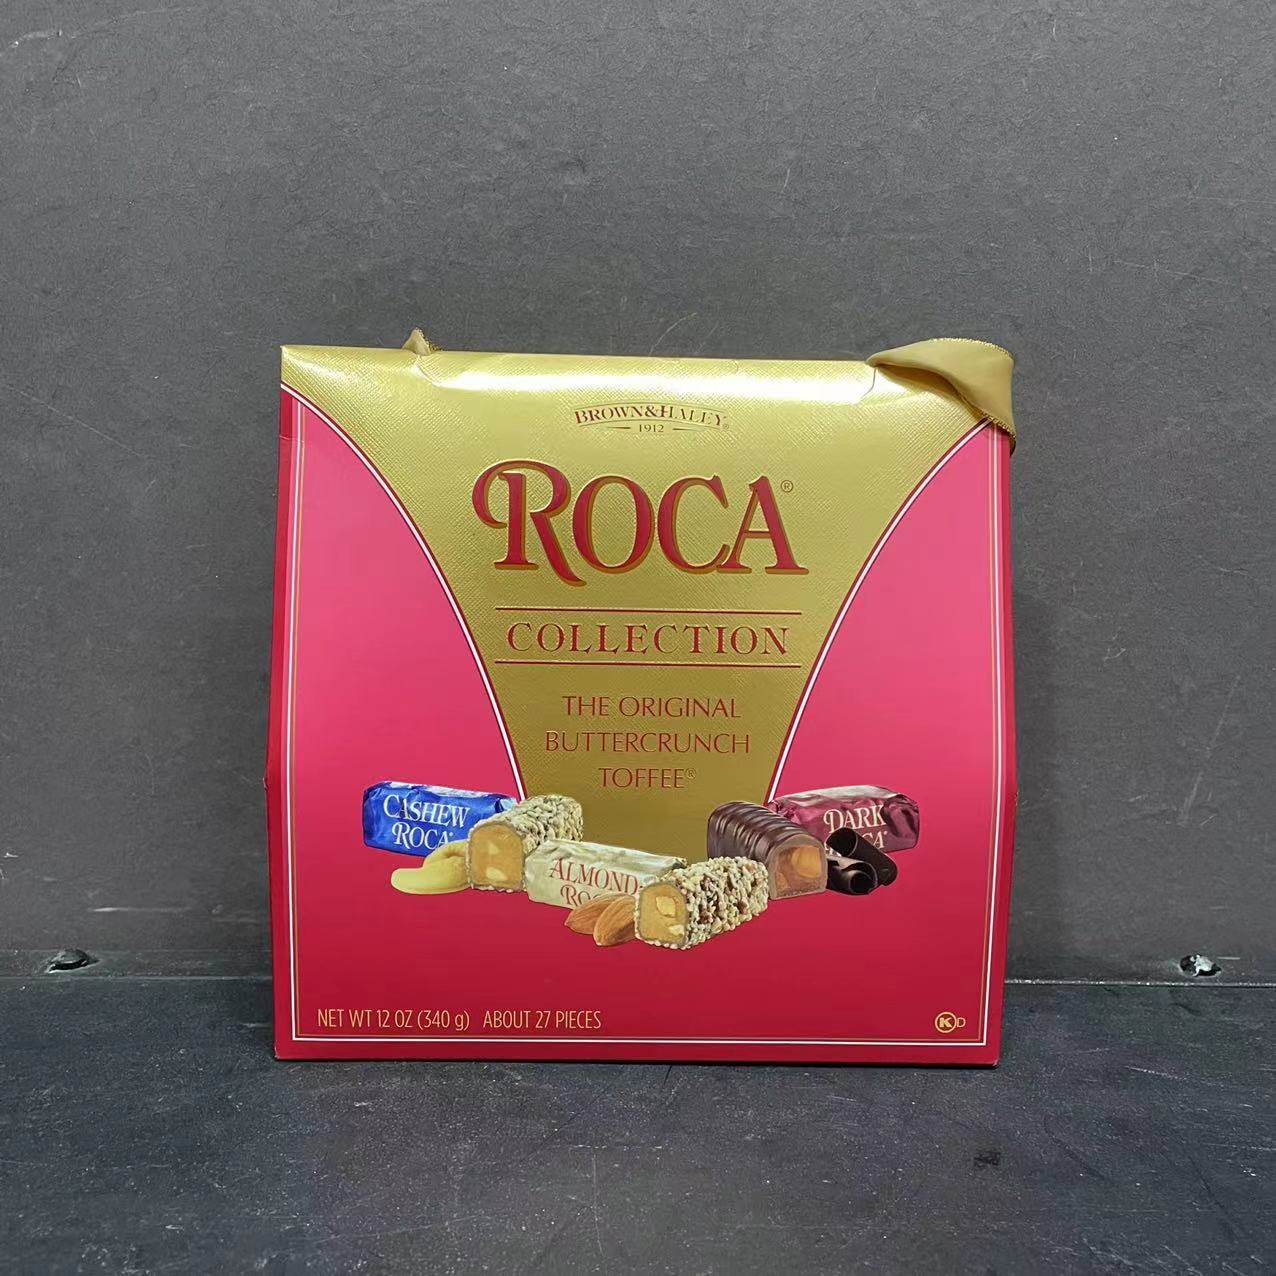 BROWN&HALEY®
1912
ROCA®
COLLECTION
THE ORIGINAL
BUTTERCRUNCH
TOFFEE®
CASHEW
ROCA®
ALMOND
DARK
NET WT 12 OZ (340 g) ABOUT 27 PIECES
K D